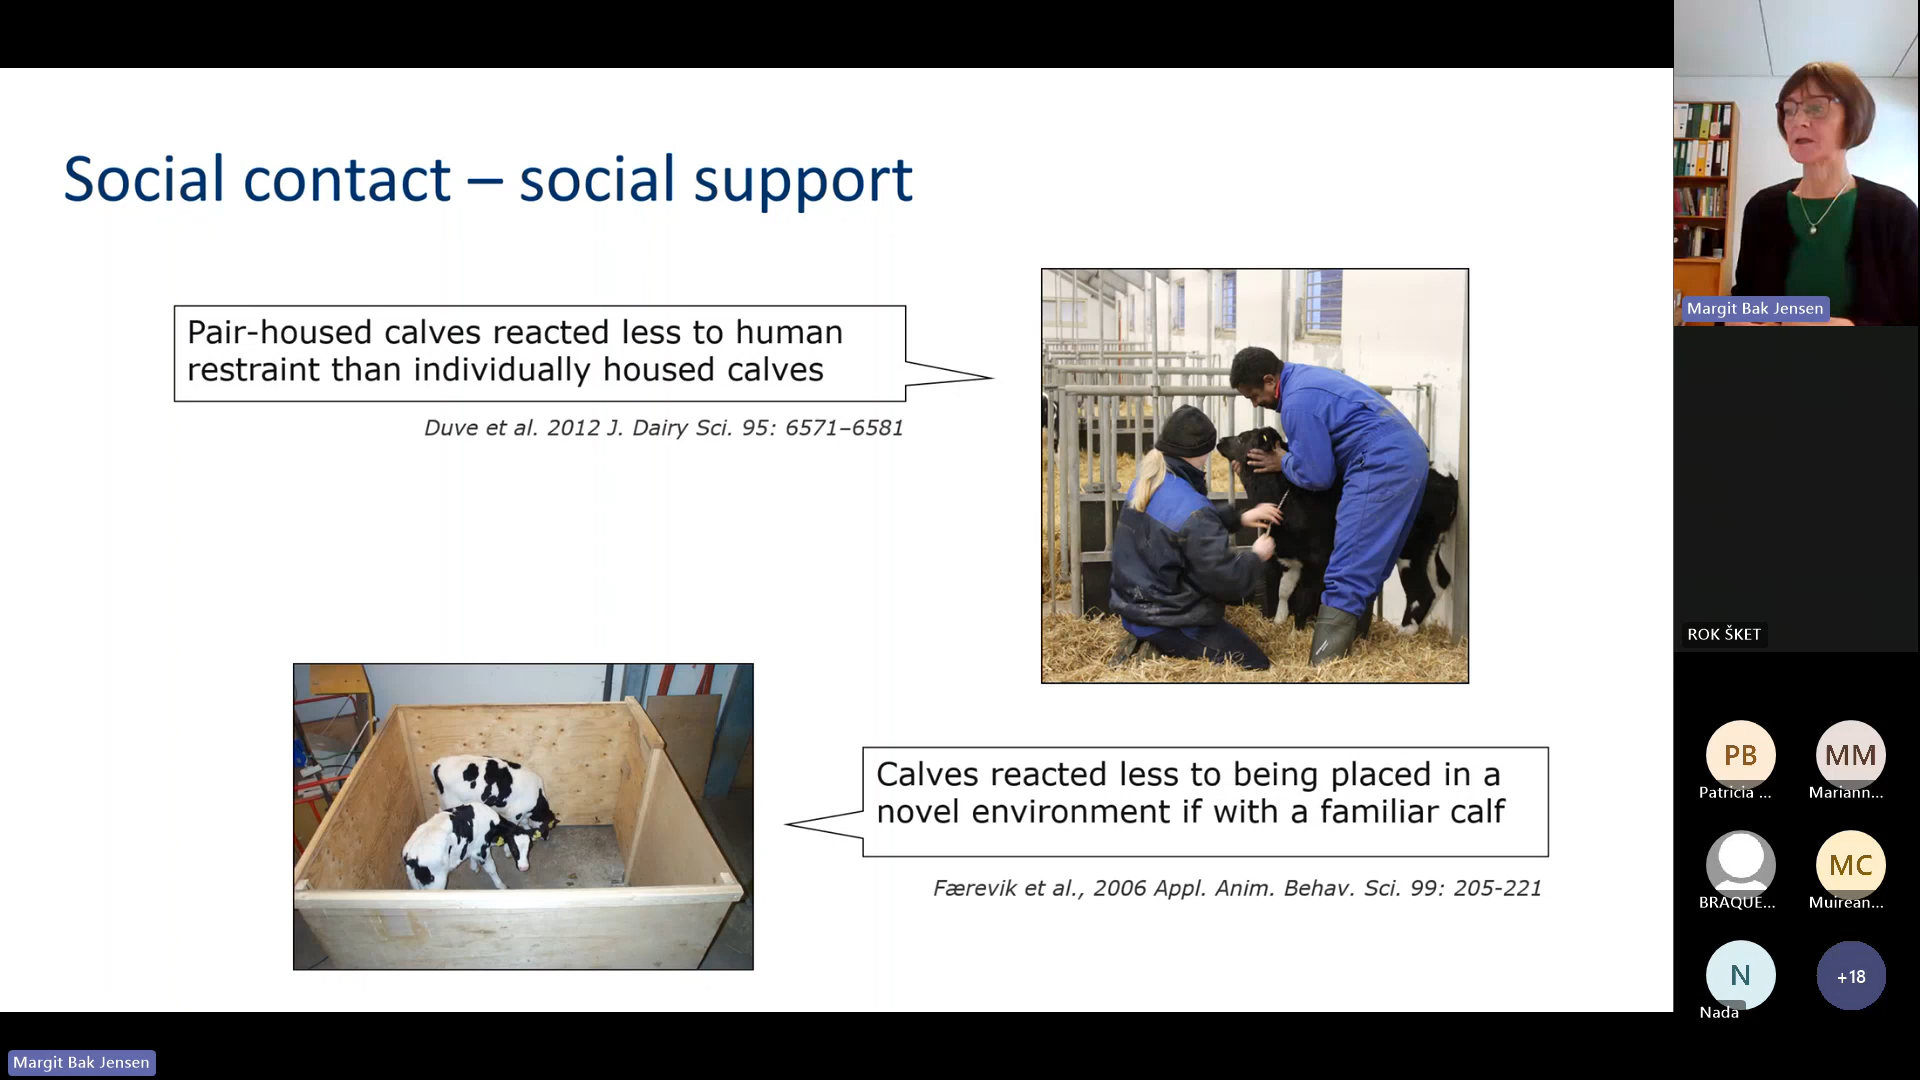 Social contact – social support
Pair-housed calves reacted less to human
restraint than individually housed calves
Duve et al. 2012 J. Dairy Sci. 95: 6571–6581
Calves reacted less to being placed in a
novel environment if with a familiar calf
Færevik et al., 2006 Appl. Anim. Behav. Sci. 99: 205-221
Margit Bak Jensen
ROK ŠKET
PB
MM
Patricia ...
Mariann...
MC
BRAQUE...
Muirean...
N
+18
Nada
Margit Bak Jensen